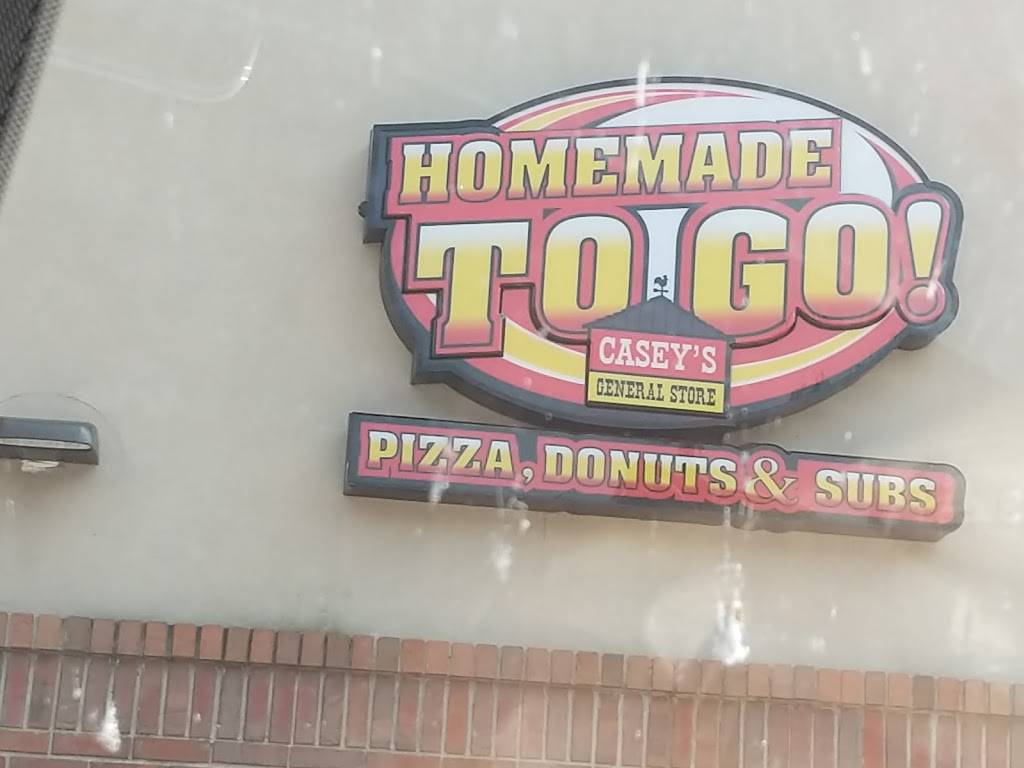 HOMEMADE
TO GO!
CASEY'S
GENERAL STORE
PIZZA, DONUTS & SUBS